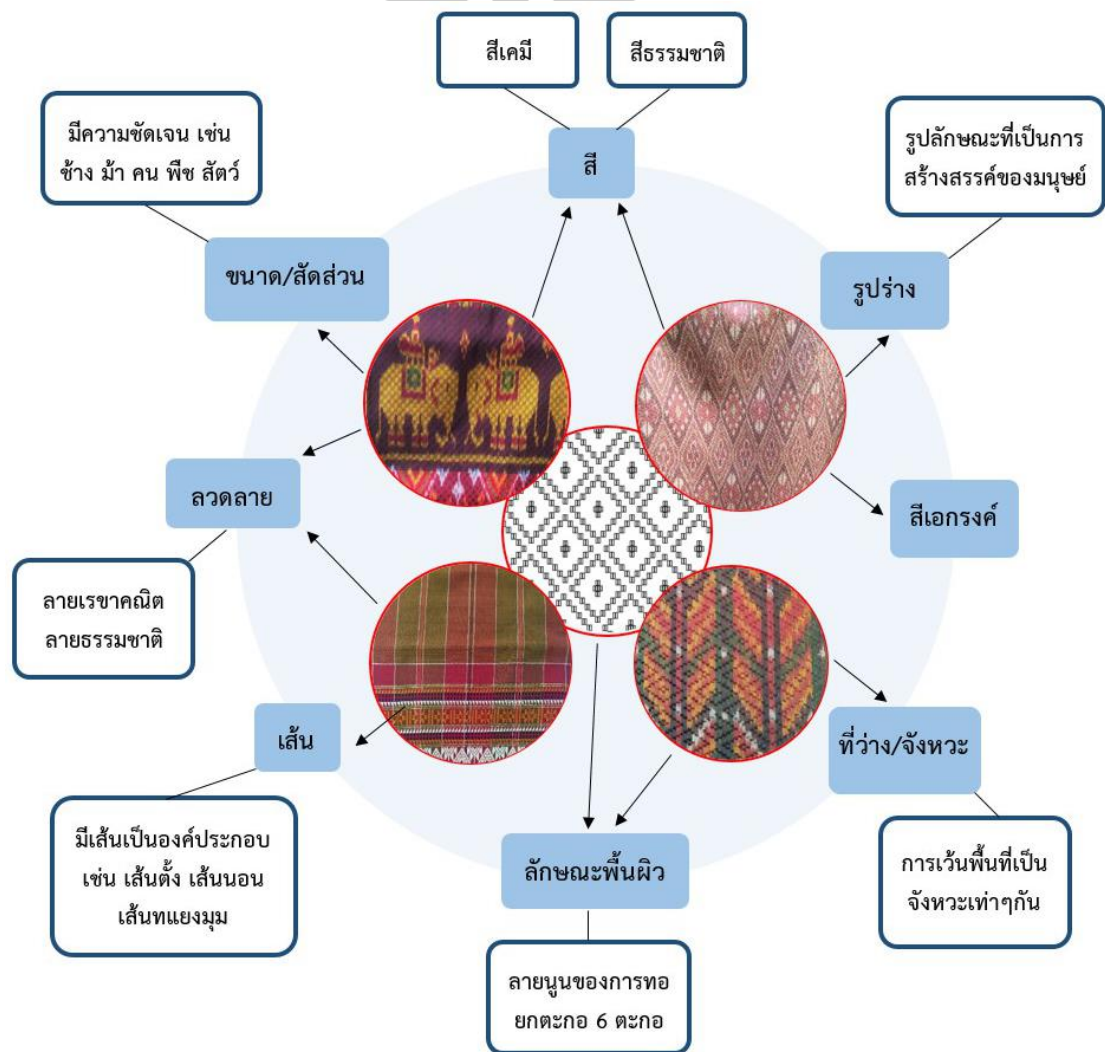 สีเคมี
สีธรรมชาติ
สี
มีความชัดเจน เช่น
ช้าง ม้า คน พืช สัตว์
ขนาด/สัดส่วน
รูปลักษณะที่เป็นการ
สร้างสรรค์ของมนุษย์
รูปร่าง
ลวดลาย
ลายเรขาคณิต
ลายธรรมชาติ
สีเอกรงค์
เส้น
มีเส้นเป็นองค์ประกอบ
เช่น เส้นตั้ง เส้นนอน
เส้นทแยงมุม
ที่ว่าง/จังหวะ
การเว้นพื้นที่เป็น
จังหวะเท่าๆกัน
ลักษณะพื้นผิว
ลายนูนของการทอ
ยกตะกอ 6 ตะกอ